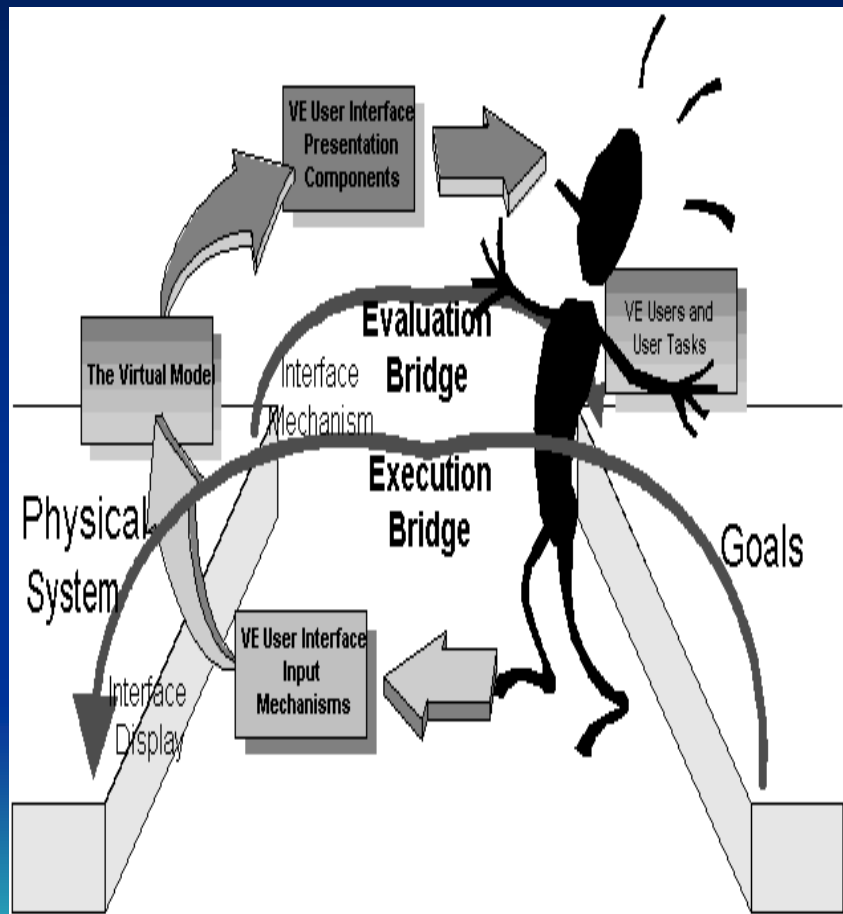 VE User Interface
Presentation
Components
Evaluation
Bridge
VE Users and
User Tasks
The Virtual Model
Interface
Mechanism
Execution
Bridge
Physical
System
Goals
VE User Interface
Input
Mechanisms
Interface
Display